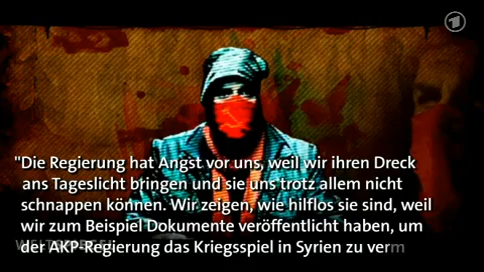 1
"Die Regierung hat Angst vor uns, weil wir ihren Dreck
ans Tageslicht bringen und sie uns trotz allem nicht
schnappen können. Wir zeigen, wie hilflos sie sind, weil
wir zum Beispiel Dokumente veröffentlicht haben, um
der AKP-Regierung das Kriegsspiel in Syrien zu verm